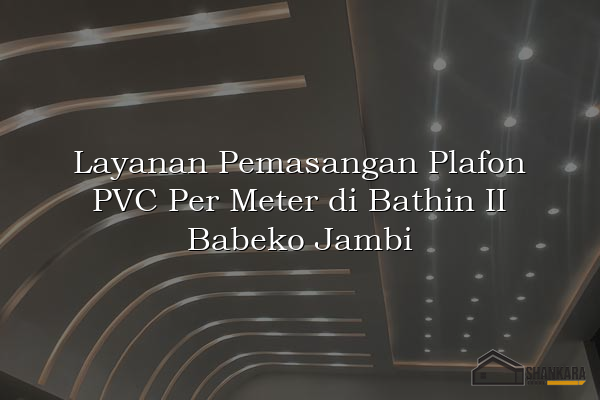 Layanan Pemasangan Plafon
PVC Per Meter di Bathin II
Babeko Jambi
SHANKARA